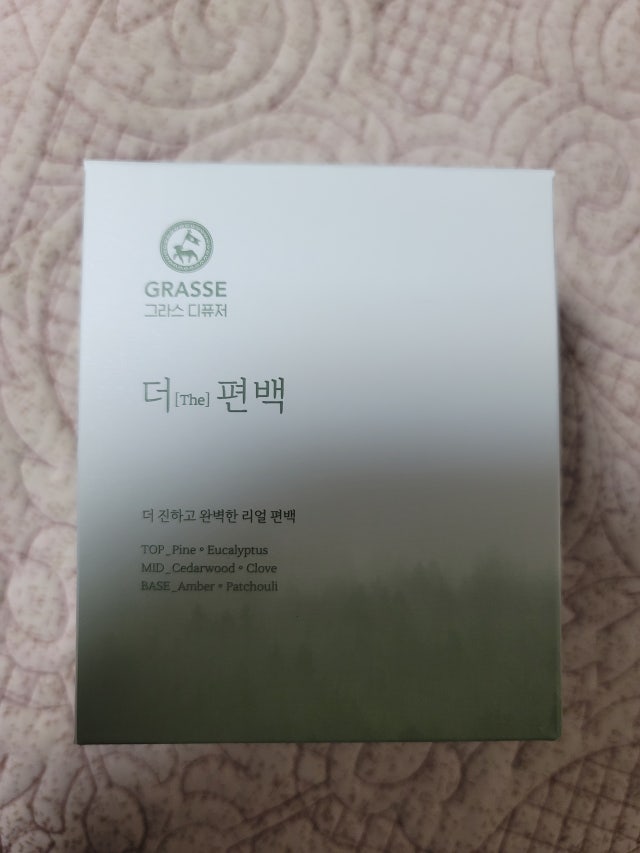 GRASSE
그라스 디퓨저
더[The] 편백
더 진하고 완벽한 리얼 편백
TOP_Pine ∘ Eucalyptus
MID_Cedarwood ∘ Clove
BASE_Amber ∘ Patchouli